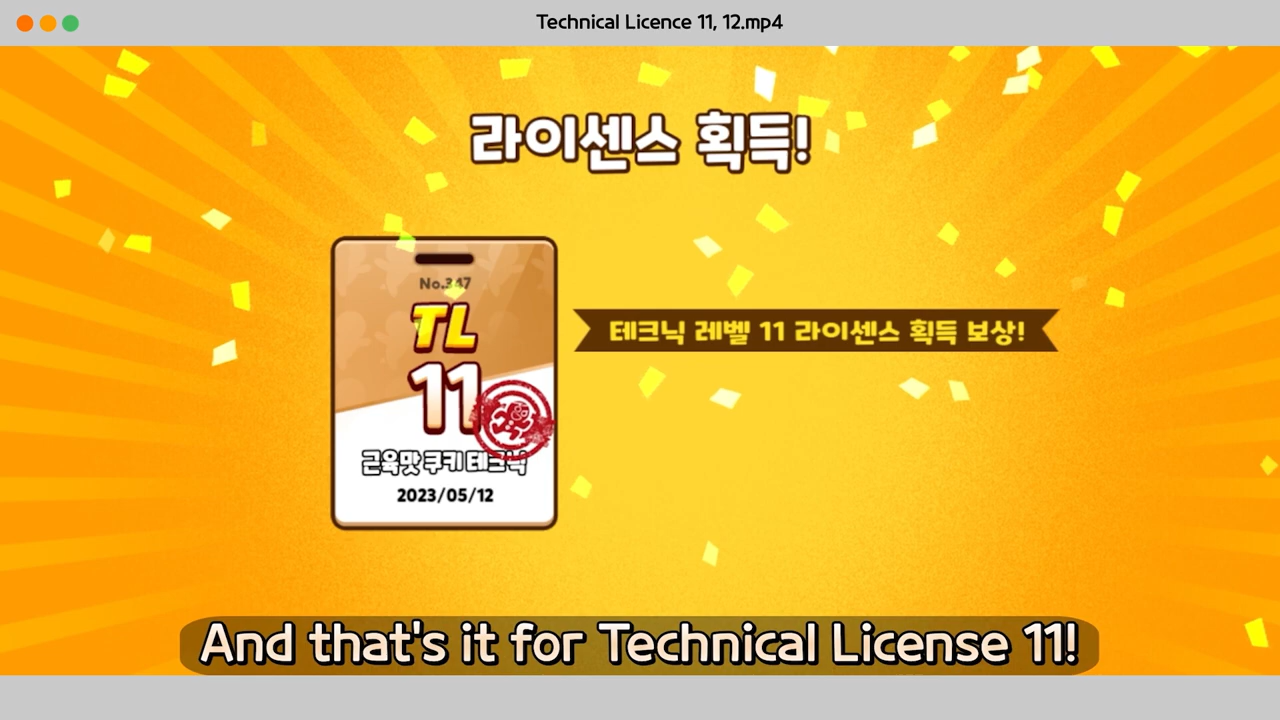 Technical Licence 11, 12.mp4
라이센스 획득!
No.347
TL
11
근육맛 쿠키 테크닉
2023/05/12
테크닉 레벨 11 라이센스 획득 보상!
And that's it for Technical License 11!